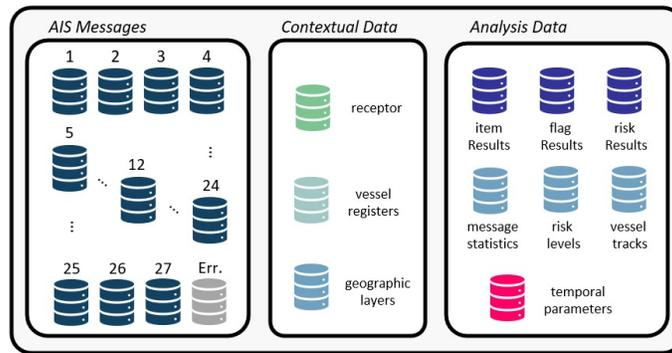 AIS Messages
Contextual Data
Analysis Data
1 2 3 4
5
12
24
25 26 27 Err.
receptor
vessel
registers
geographic
layers
item
Results
flag
Results
risk
Results
message
statistics
risk
levels
vessel
tracks
temporal
parameters